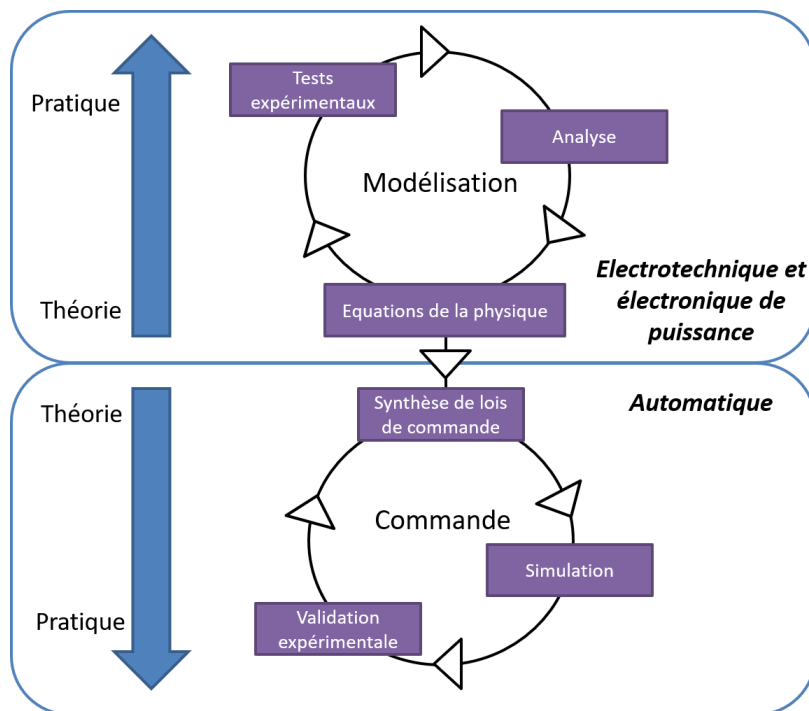 Tests
expérimentaux
Pratique
Analyse
Modélisation
Electrotechnique et
électronique de
puissance
Théorie
Equations de la physique
Théorie
Synthèse de lois
de commande
Automatique
Commande
Simulation
Pratique
Validation
expérimentale